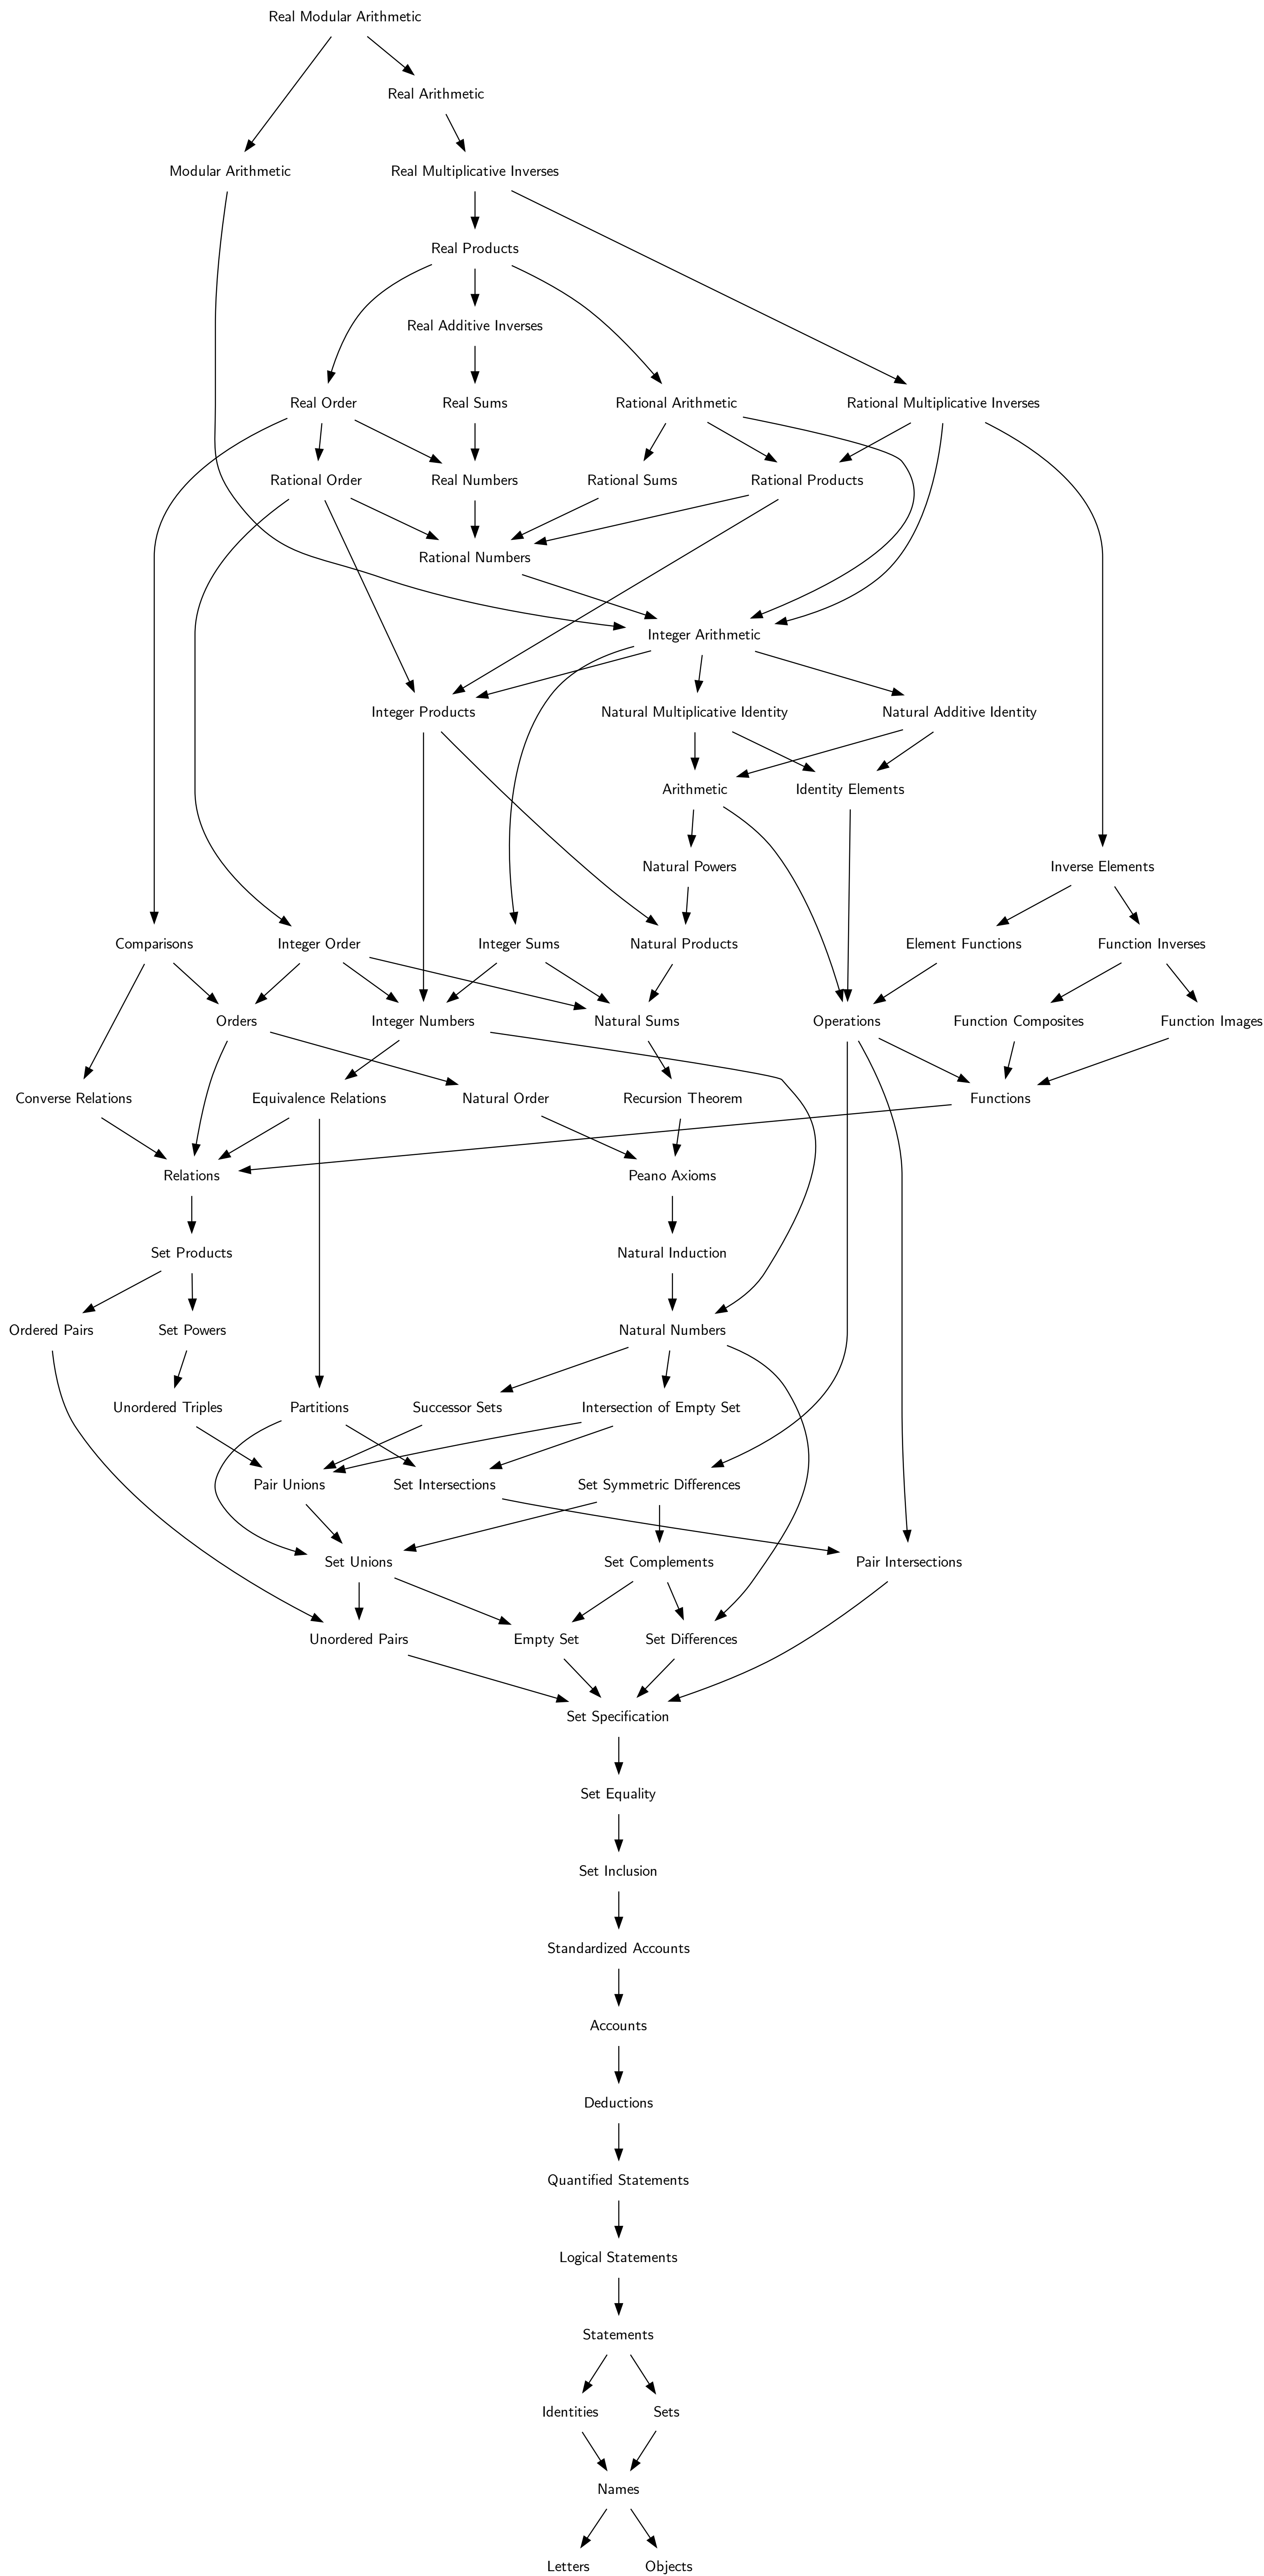 Real Modular Arithmetic
Real Arithmetic
Modular Arithmetic
Real Multiplicative Inverses
Real Products
Real Additive Inverses
Real Order
Real Sums
Rational Arithmetic
Rational Multiplicative Inverses
Rational Order
Real Numbers
Rational Sums
Rational Products
Rational Numbers
Integer Arithmetic
Integer Products
Natural Multiplicative Identity
Natural Additive Identity
Arithmetic
Identity Elements
Natural Powers
Inverse Elements
Comparisons
Integer Order
Integer Sums
Natural Products
Element Functions
Function Inverses
Orders
Integer Numbers
Natural Sums
Operations
Function Composites
Function Images
Converse Relations
Equivalence Relations
Natural Order
Recursion Theorem
Functions
Relations
Peano Axioms
Set Products
Natural Induction
Ordered Pairs
Set Powers
Natural Numbers
Unordered Triples
Partitions
Successor Sets
Intersection of Empty Set
Pair Unions
Set Intersections
Set Symmetric Differences
Set Unions
Set Complements
Pair Intersections
Unordered Pairs
Empty Set
Set Differences
Set Specification
Set Equality
Set Inclusion
Standardized Accounts
Accounts
Deductions
Quantified Statements
Logical Statements
Statements
Identities
Sets
Names
Letters
Objects